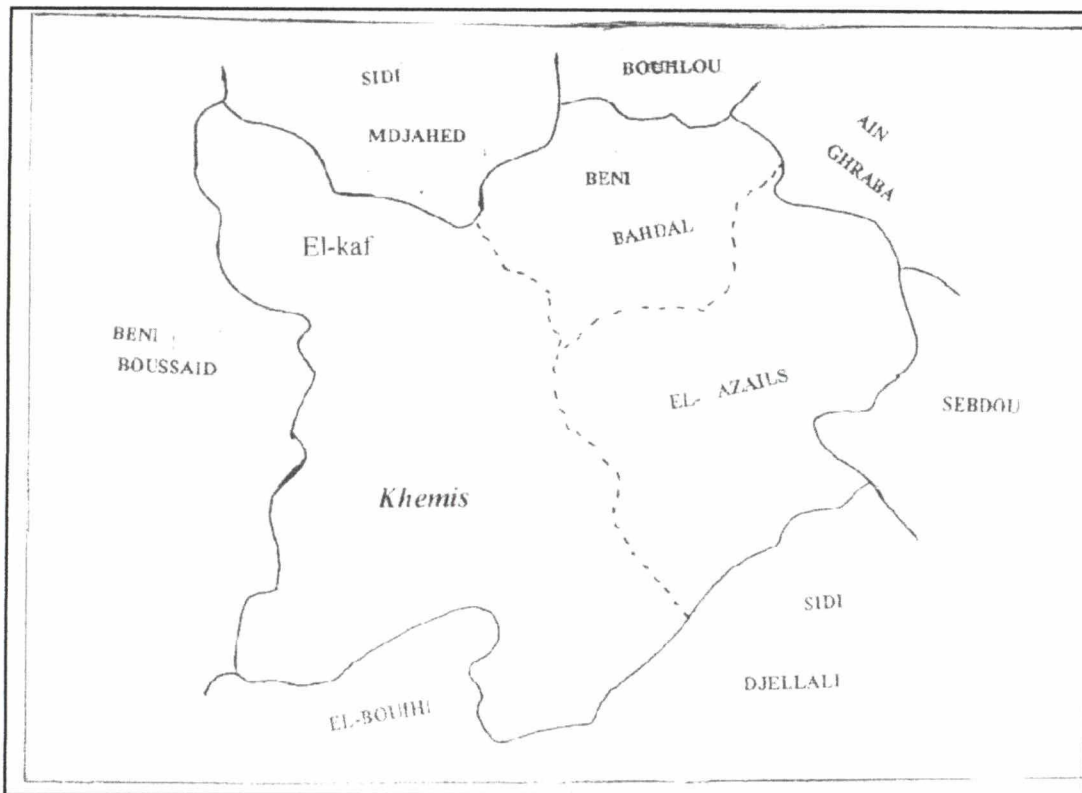 SIDI
MDJAHED
BOUHLOU
AIN
GHRABA
BENI
BAHDAL
El-kaf
BENI
BOUSSAID
EL- AZAILS
SEBDOU
Khemis
SIDI
DJELLALI
EL-BOUIHI